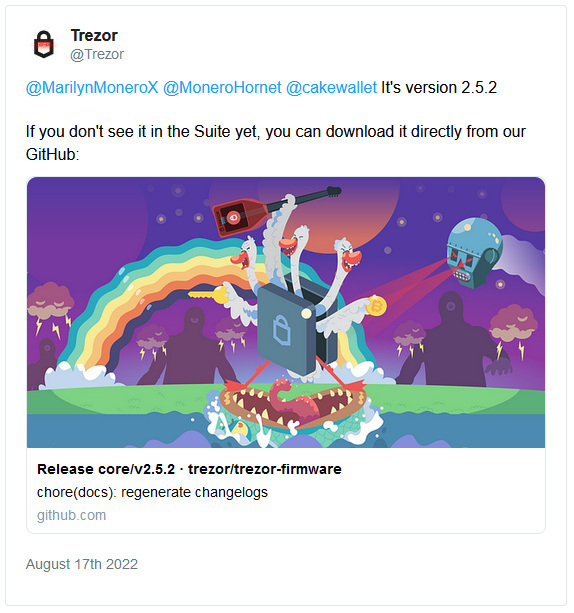 Trezor
@Trezor
@MarilynMoneroX @MoneroHornet @cakewallet It's version 2.5.2
If you don't see it in the Suite yet, you can download it directly from our
GitHub:
Release core/v2.5.2 · trezor/trezor-firmware
chore(docs): regenerate changelogs
github.com
August 17th 2022